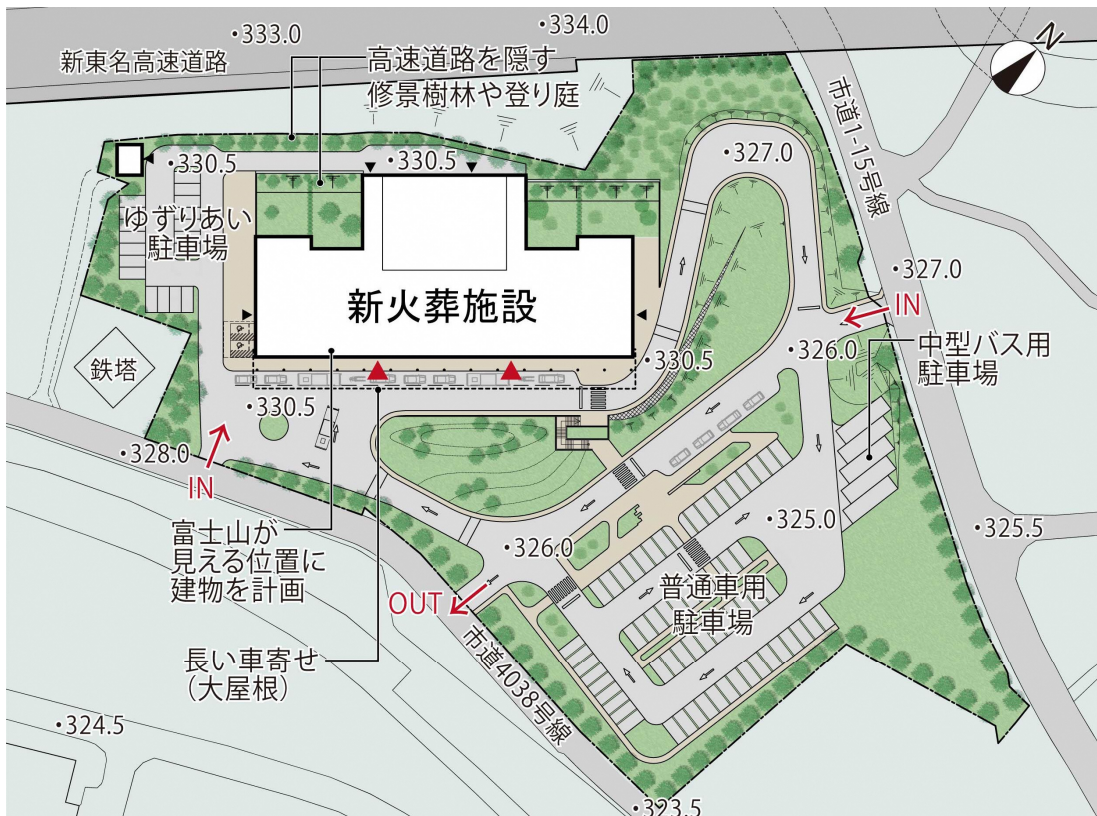 ・333.0
・334.0
N
新東名高速道路
高速道路を隠す
修景樹林や登り庭
市道1-15号線
・330.5
・330.5
・327.0
ゆずりあい
駐車場
・327.0
IN
新火葬施設
・326.0
中型バス用
駐車場
・330.5
鉄塔
・330.5
・328.0
IN
・325.0
・325.5
富士山が
見える位置に
建物を計画
・326.0
OUT
普通車用
駐車場
長い車寄せ
(大屋根)
市道4038号線
・324.5
・323.5